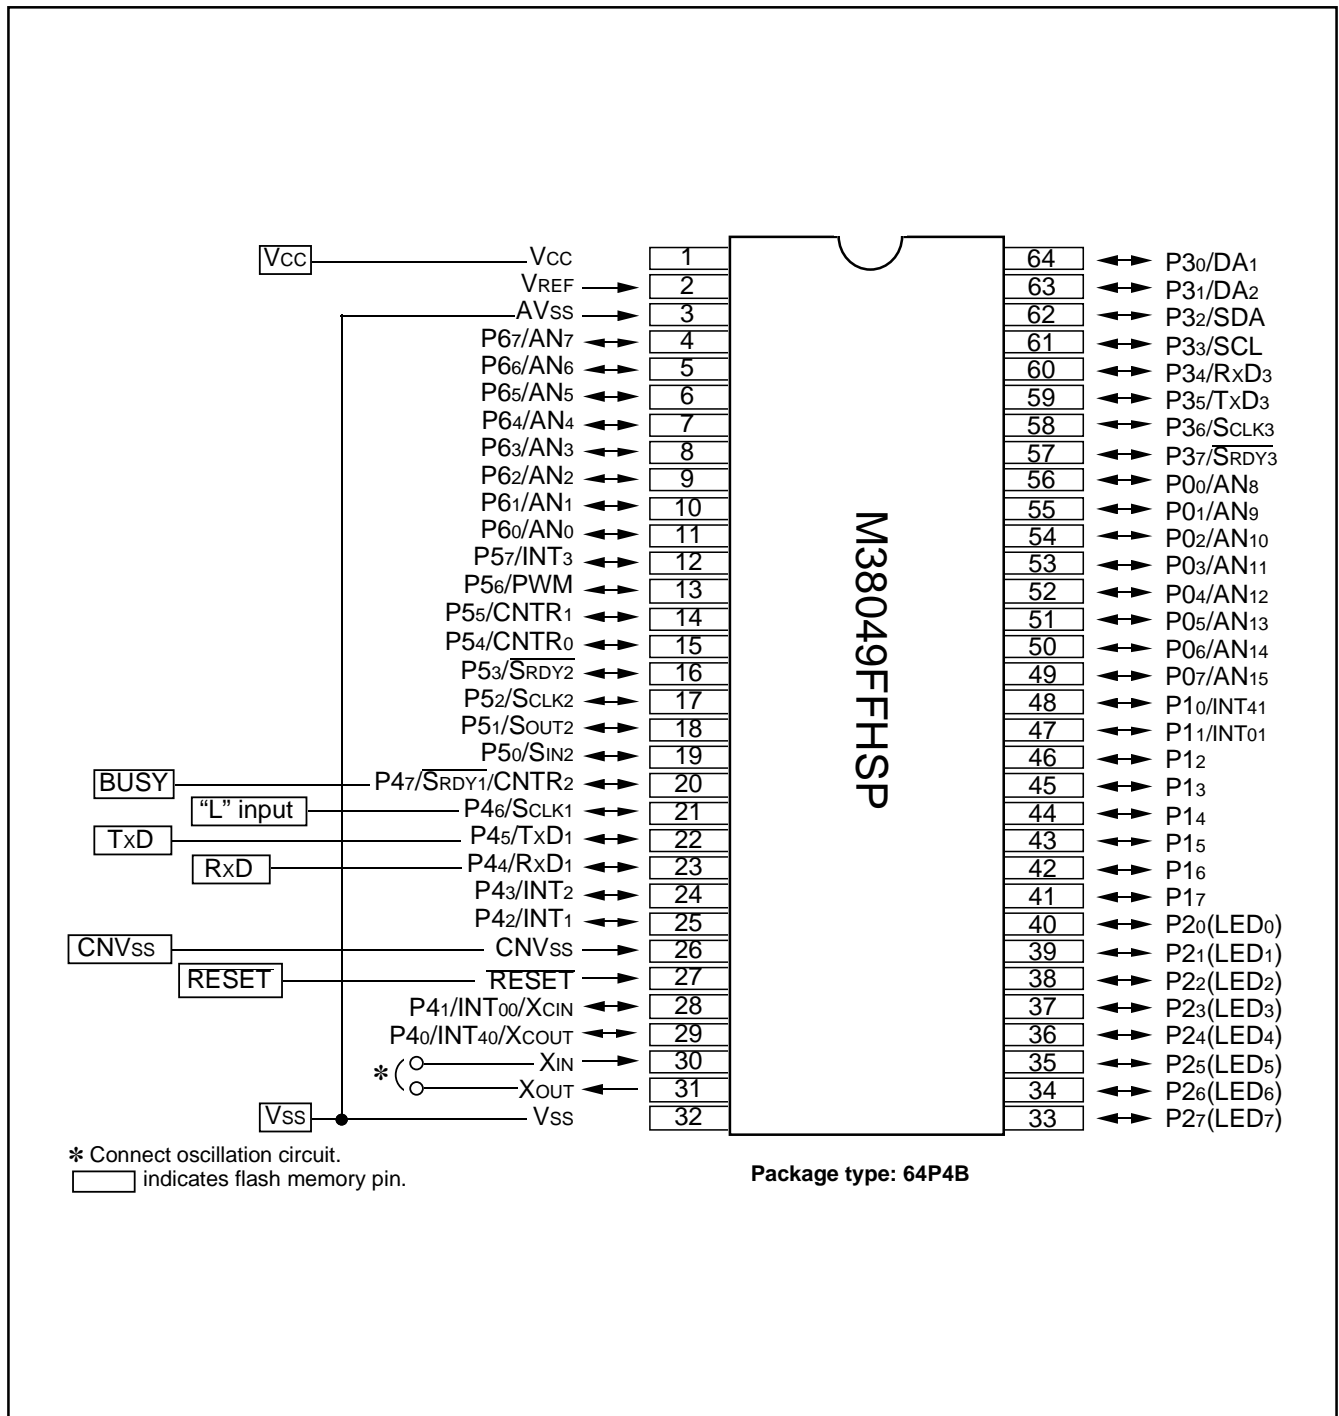 VCC VCC 1 64 P30/DA1
VREF 2 63 P31/DA2
AVSS 3 62 P32/SDA
P67/AN7 4 61 P33/SCL
P66/AN6 5 60 P34/RXD3
P65/AN5 6 59 P35/TXD3
P64/AN4 7 58 P36/SCLK3
P63/AN3 8 57 P37/S̅R̅D̅Y̅3̅
P62/AN2 9 56 P00/AN8
P61/AN1 10 55 P01/AN9
P60/AN0 11 54 P02/AN10
P57/INT3 12 53 P03/AN11
P56/PWM 13 52 P04/AN12
P55/CNTR1 14 51 P05/AN13
P54/CNTR0 15 50 P06/AN14
P53/S̅R̅D̅Y̅2̅ 16 49 P07/AN15
P52/SCLK2 17 48 P10/INT41
P51/SOUT2 18 47 P11/INT01
P50/SIN2 19 46 P12
BUSY P47/S̅R̅D̅Y̅1̅/CNTR2 20 45 P13
“L” input P46/SCLK1 21 44 P14
TXD P45/TXD1 22 43 P15
RXD P44/RXD1 23 42 P16
P43/INT2 24 41 P17
P42/INT1 25 40 P20(LED0)
CNVSS CNVSS 26 39 P21(LED1)
R̅E̅S̅E̅T̅ R̅E̅S̅E̅T̅ 27 38 P22(LED2)
P41/INT00/XCIN 28 37 P23(LED3)
P40/INT40/XCOUT 29 36 P24(LED4)
✻ XIN 30 35 P25(LED5)
XOUT 31 34 P26(LED6)
VSS VSS 32 33 P27(LED7)
M38049FFHSP
✻ Connect oscillation circuit.
indicates flash memory pin.
Package type: 64P4B